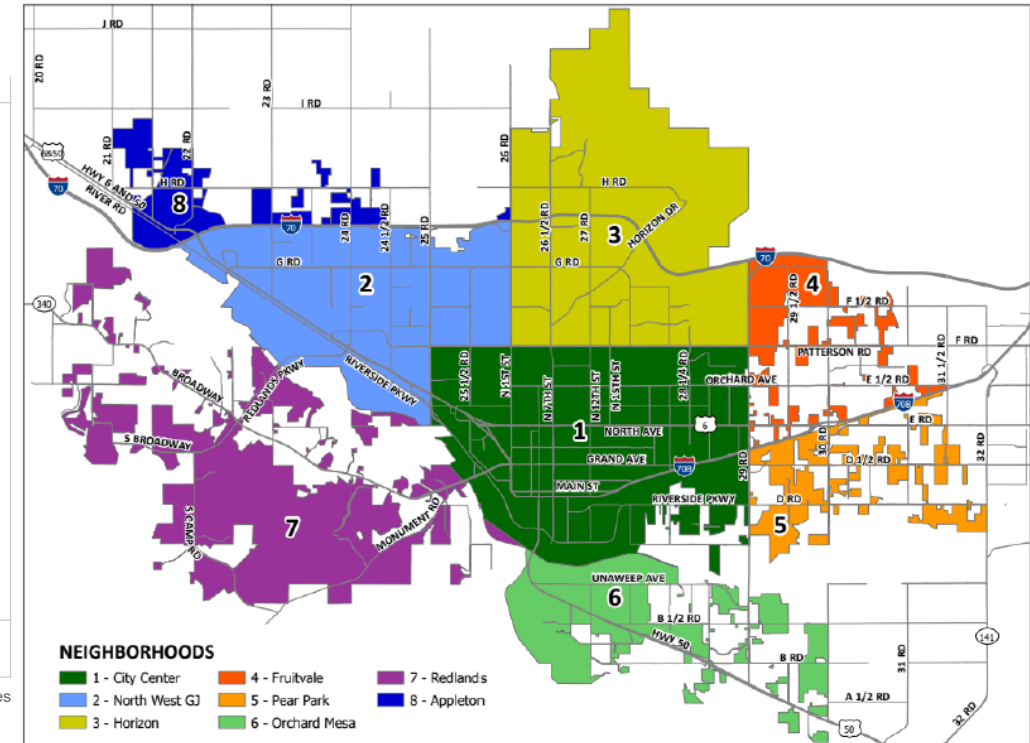 J RD
20 RD
23 RD
I RD
21 RD
22 RD
26 RD
6&50
HWY 6 AND 50
70
RIVER RD
H RD
8
H RD
70
24 RD
24 1/2 RD
25 RD
26 1/2 RD
27 RD
HORIZON DR
3
G RD
2
G RD
70
4
29 1/2 RD
F 1/2 RD
340
F RD
PATTERSON RD
31 1/2 RD
BROADWAY
REDLANDS PKWY
RIVERSIDE PKWY
25 1/2 RD
N 1ST ST
N 7TH ST
N 12TH ST
N 15TH ST
28 1/4 RD
ORCHARD AVE
E 1/2 RD
70B
1
NORTH AVE
6
E RD
S BROADWAY
GRAND AVE
70B
29 RD
30 RD
D 1/2 RD
32 RD
MAIN ST
RIVERSIDE PKWY
D RD
7
MONUMENT RD
S CAMP RD
5
UNAWEEP AVE
6
B 1/2 RD
HWY 50
141
B RD
31 RD
A 1/2 RD
50
32 RD
NEIGHBORHOODS
1 - City Center
4 - Fruitvale
7 - Redlands
2 - North West GJ
5 - Pear Park
8 - Appleton
3 - Horizon
6 - Orchard Mesa
es